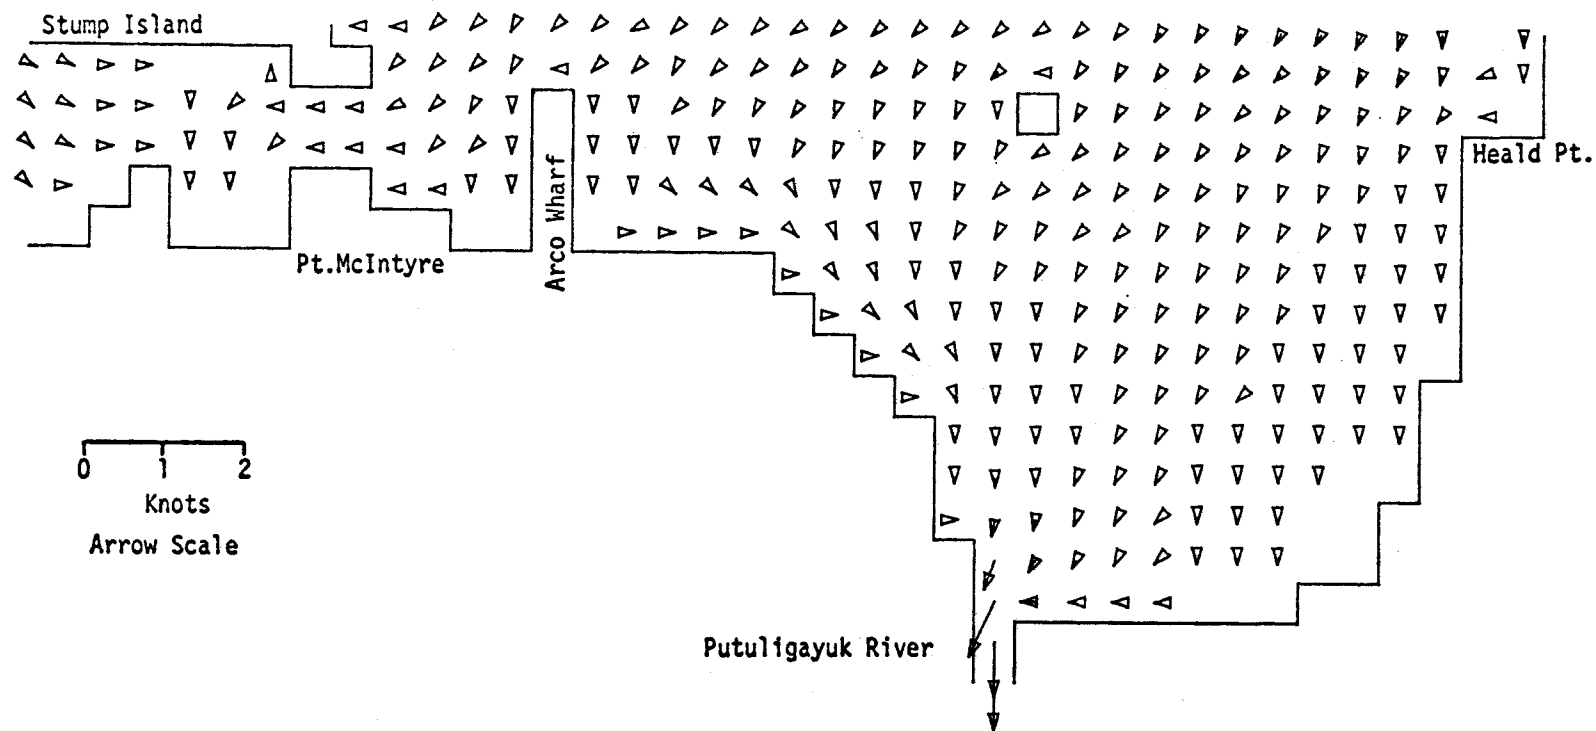 Stump Island
Heald Pt.
Arco Wharf
Pt.McIntyre
0 1 2
Knots
Arrow Scale
Putuligayuk River